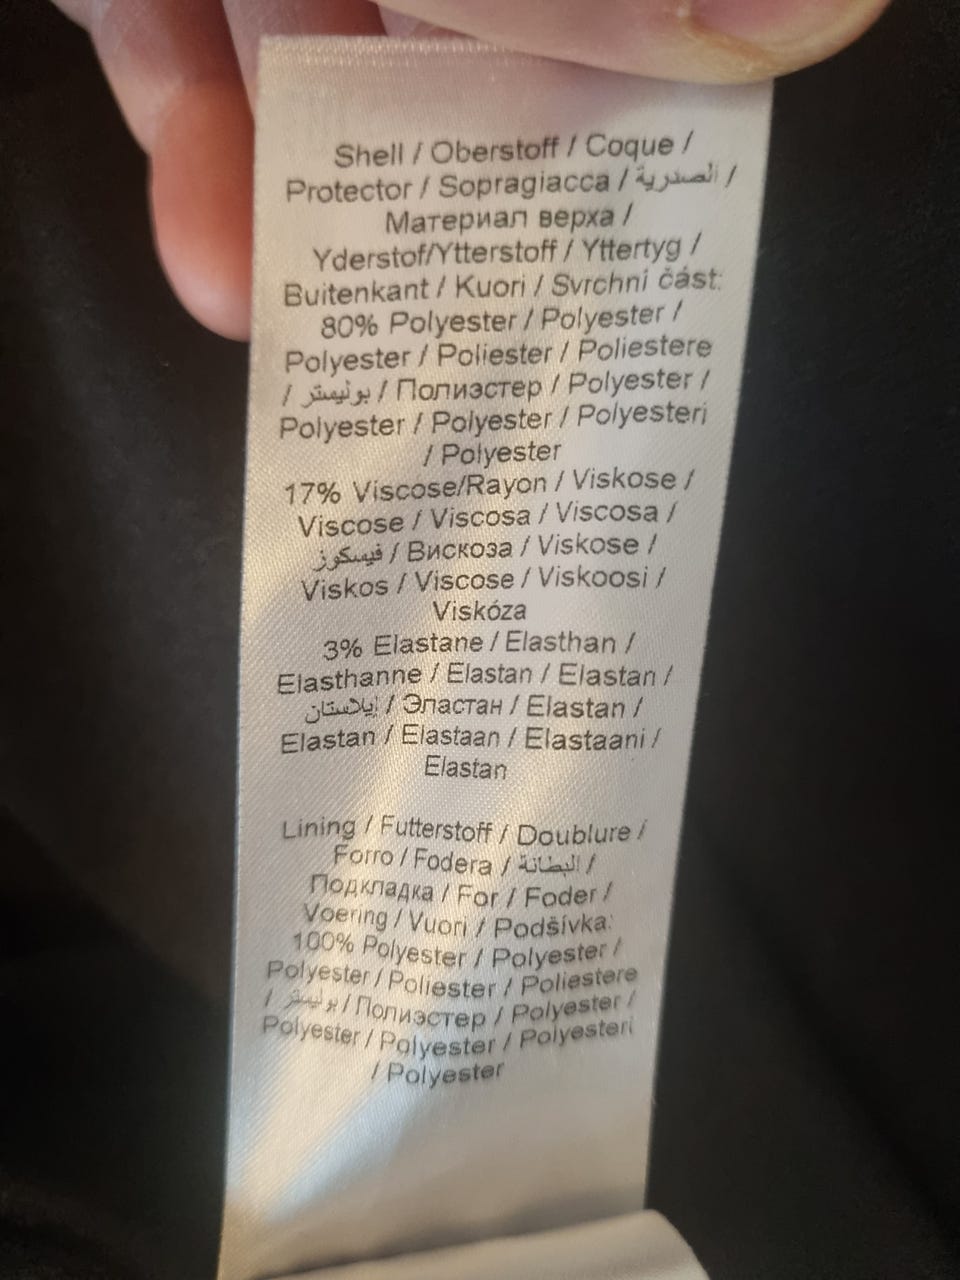 Shell / Oberstoff / Coque /
Protector / Sopragiacca / الصدرية /
Материал верха /
Yderstof/Ytterstoff / Yttertyg /
Buitenkant / Kuori / Svrchní část:
80% Polyester / Polyester /
Polyester / Poliester / Poliestere
/ بوليستر / Полиэстер / Polyester /
Polyester / Polyester / Polyesteri
/ Polyester
17% Viscose/Rayon / Viskose /
Viscose / Viscosa / Viscosa /
فيسكوز / Вискоза / Viskose /
Viskos / Viscose / Viskoosi /
Viskóza
3% Elastane / Elasthan /
Elasthanne / Elastan / Elastan /
إيلاستان / Эластан / Elastan /
Elastan / Elastaan / Elastaani /
Elastan
Lining / Futterstoff / Doublure /
Forro / Fodera / البطانة /
Подкладка / For / Foder /
Voering / Vuori / Podšívka:
100% Polyester / Polyester /
Polyester / Poliester / Poliestere
/ بوليستر / Полиэстер / Polyester /
Polyester / Polyester / Polyesteri
/ Polyester